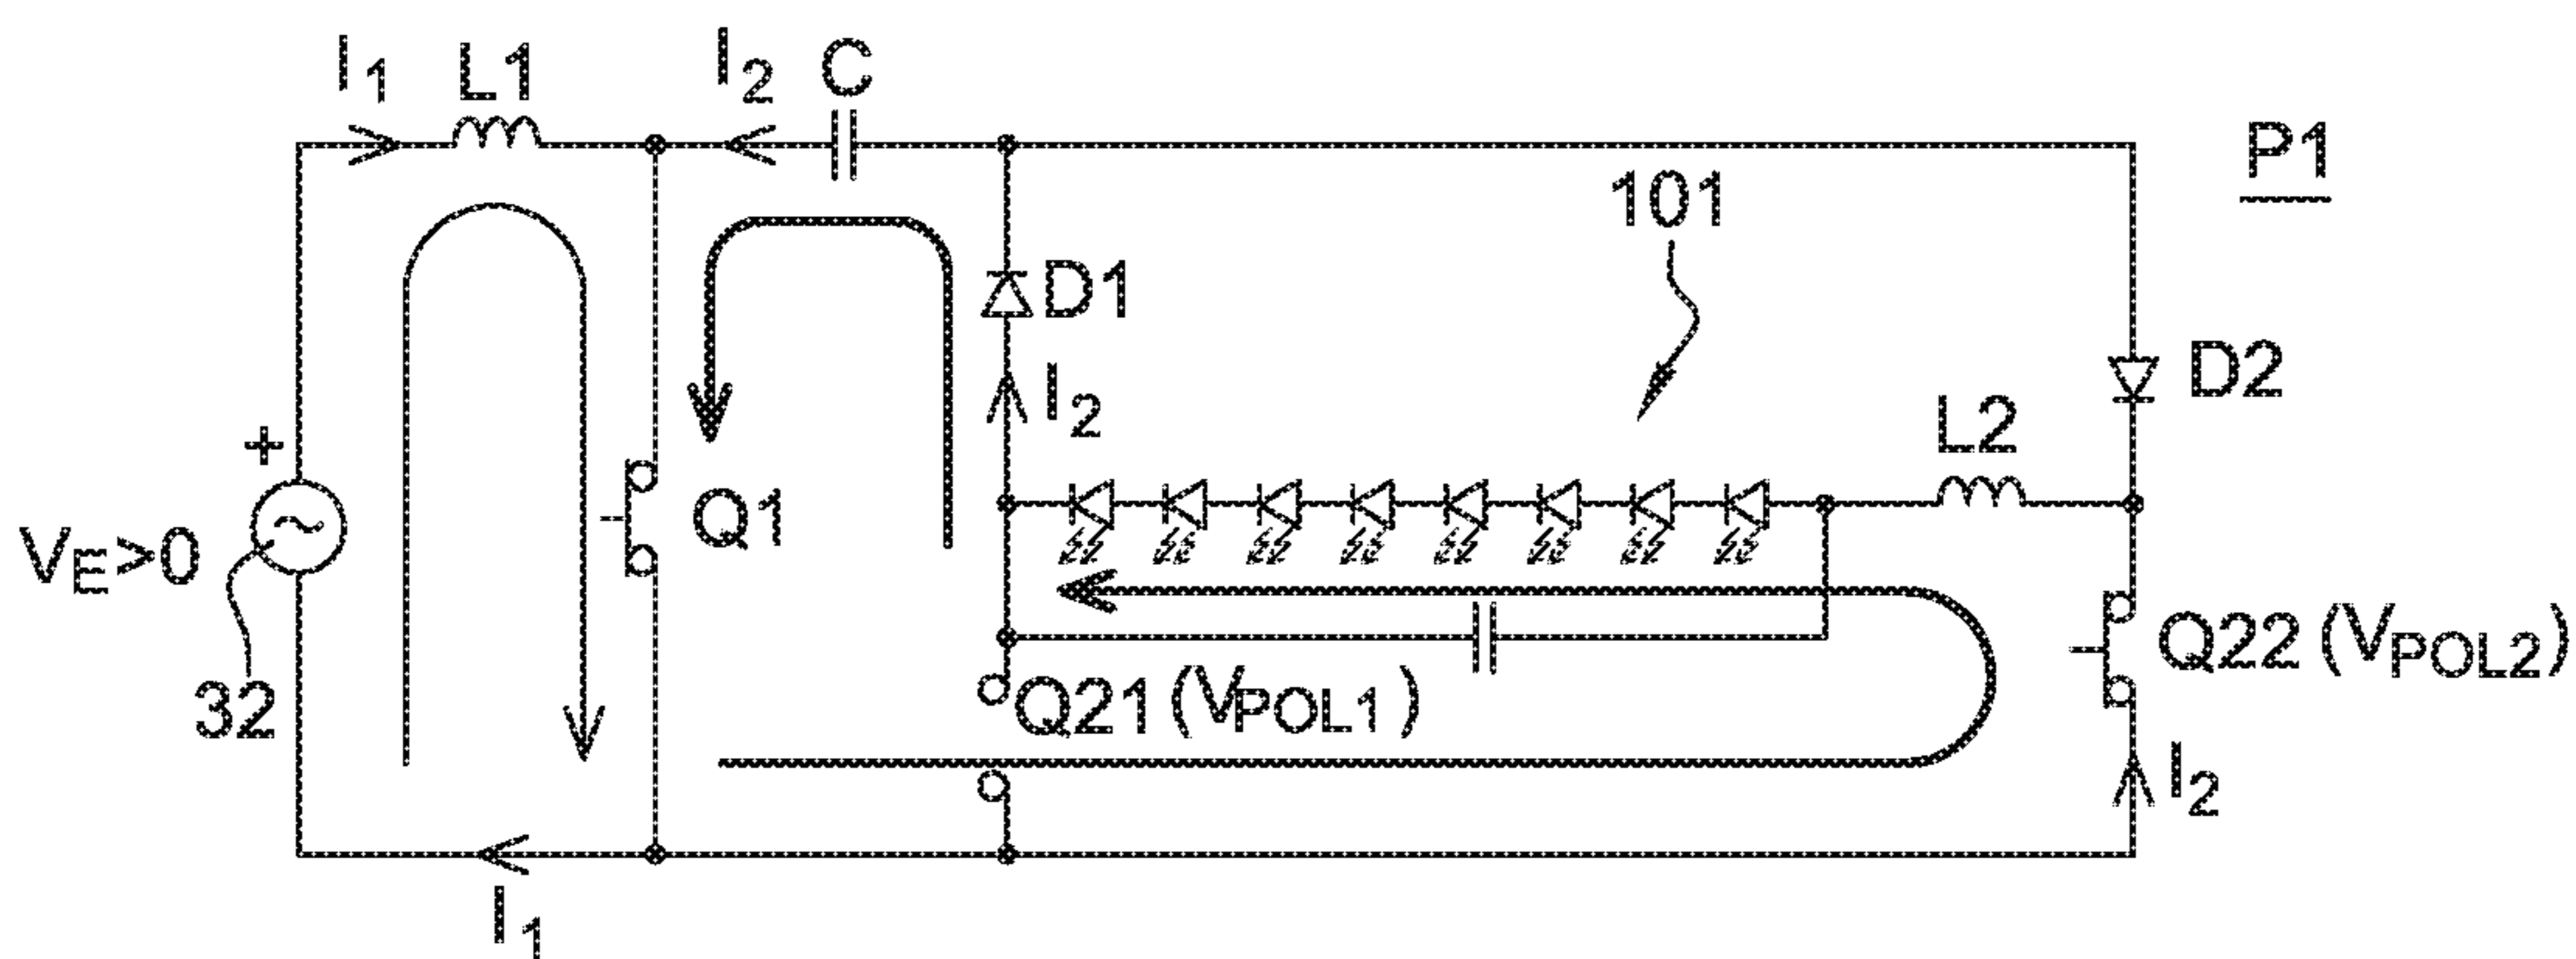 I1 L1 I2 C
P1
101
D1
D2
I2
L2
+
VE>0
Q1
Q22 (VPOL2)
32
Q21 (VPOL1)
I2
I1